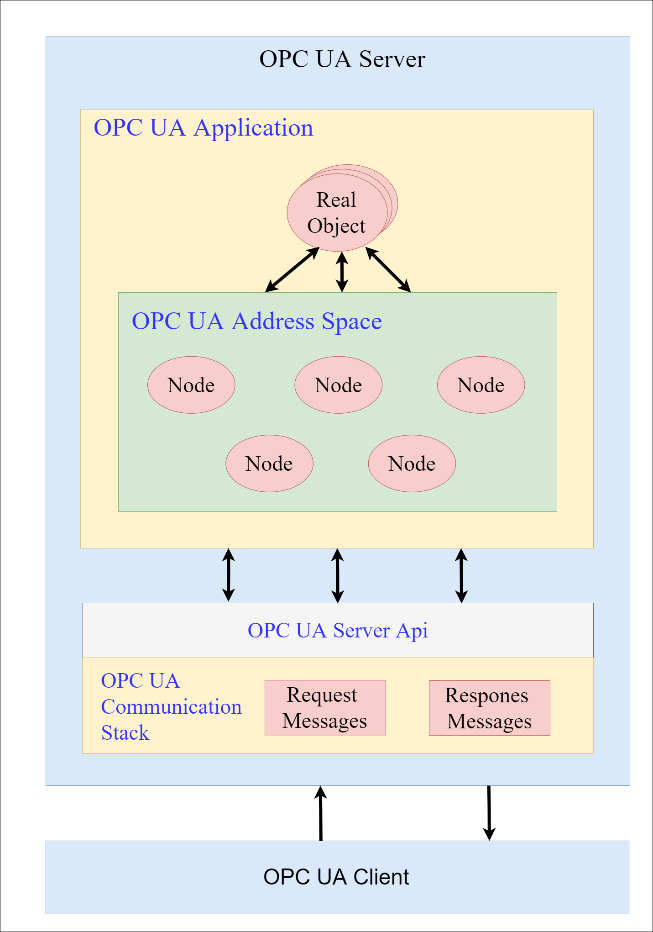 OPC UA Server
OPC UA Application
Real
Object
OPC UA Address Space
Node
Node
Node
Node
Node
OPC UA Server Api
OPC UA
Communication
Stack
Request
Messages
Respones
Messages
OPC UA Client